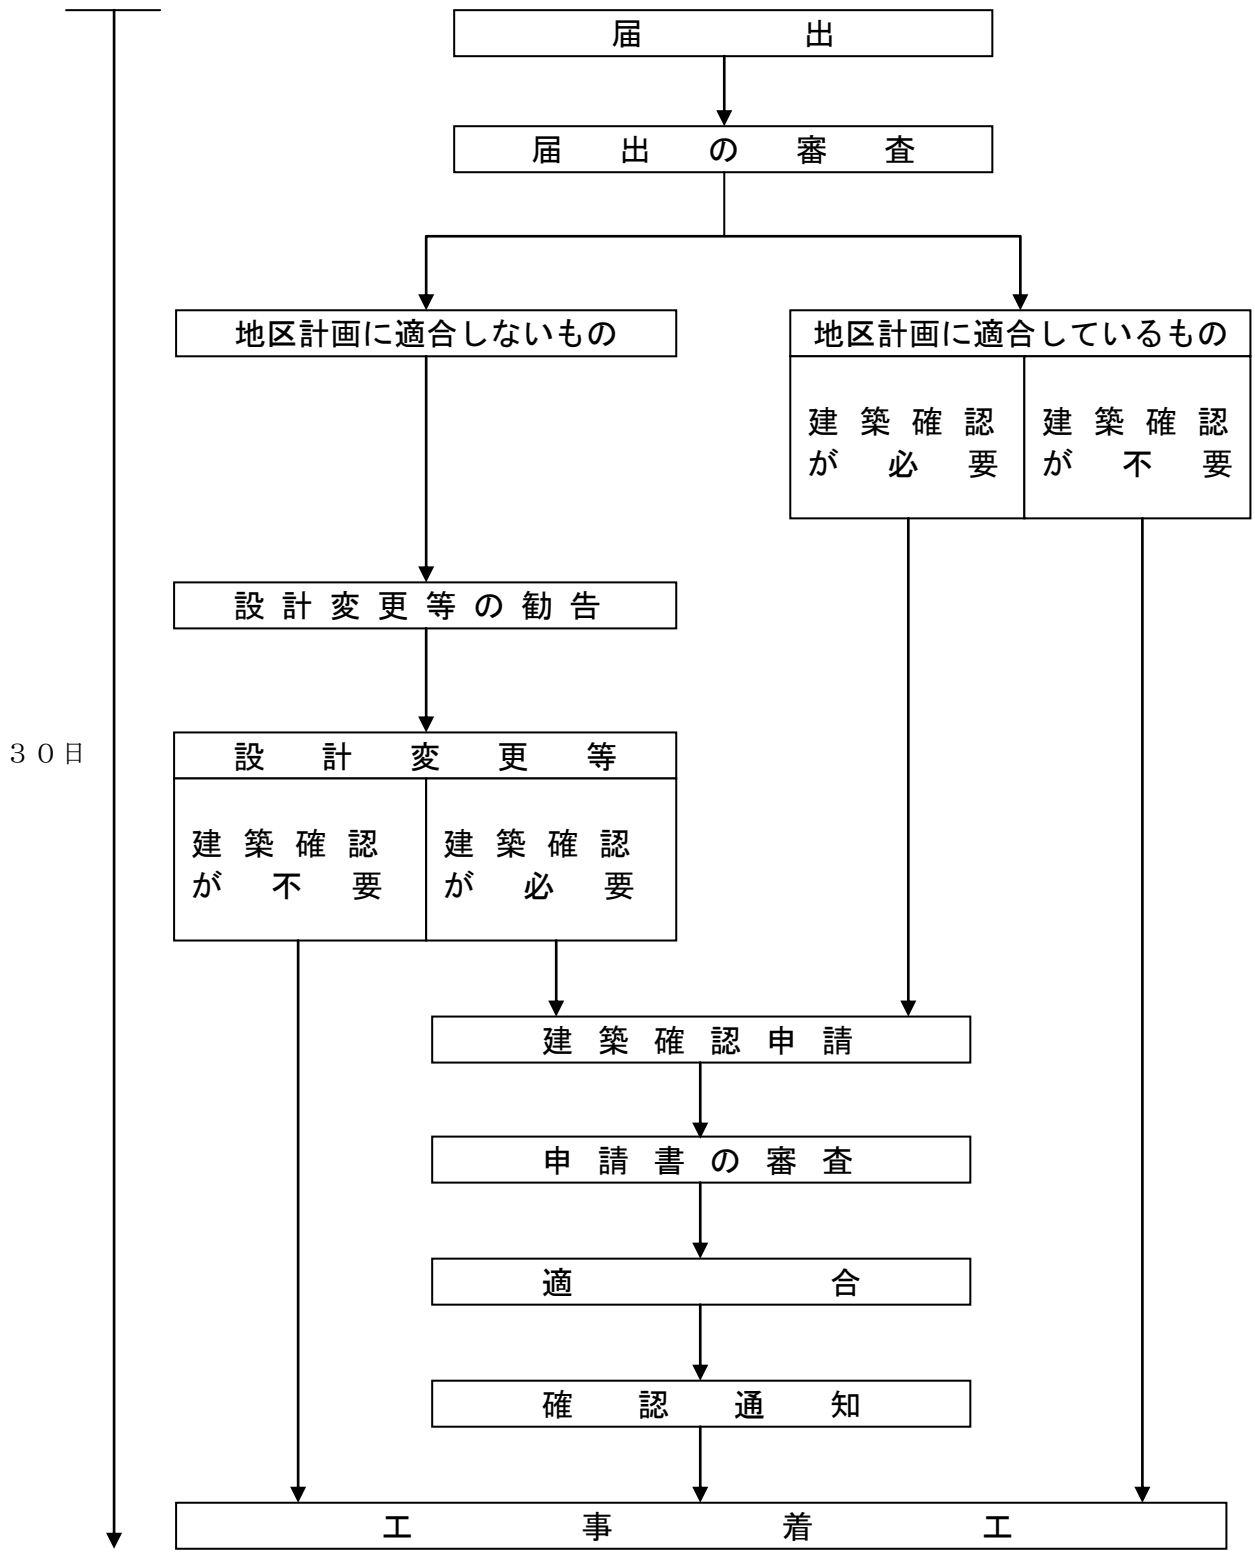 届出
届出の審査
地区計画に適合しないもの
地区計画に適合しているもの
建築確認
が必要
建築確認
が不要
設計変更等の勧告
３０日
設計変更等
建築確認
が不要
建築確認
が必要
建築確認申請
申請書の審査
適合
確認通知
工事着工